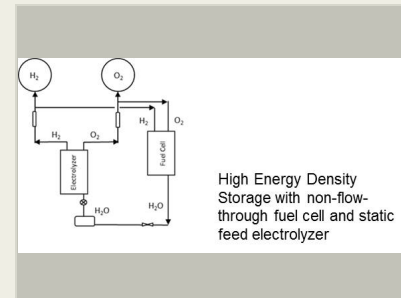 H₂
O₂
H₂
O₂
H₂
O₂
Electrolyzer
Fuel Cell
H₂O
H₂O
High Energy Density
Storage with non-flow-
through fuel cell and static
feed electrolyzer